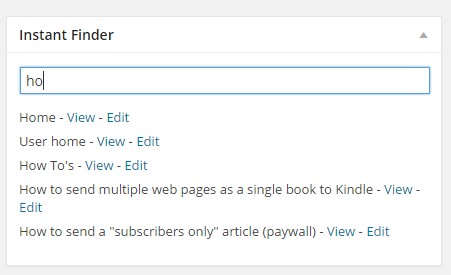 Instant Finder
ho
Home - View - Edit
User home - View - Edit
How To's - View - Edit
How to send multiple web pages as a single book to Kindle - View -
Edit
How to send a "subscribers only" article (paywall) - View - Edit